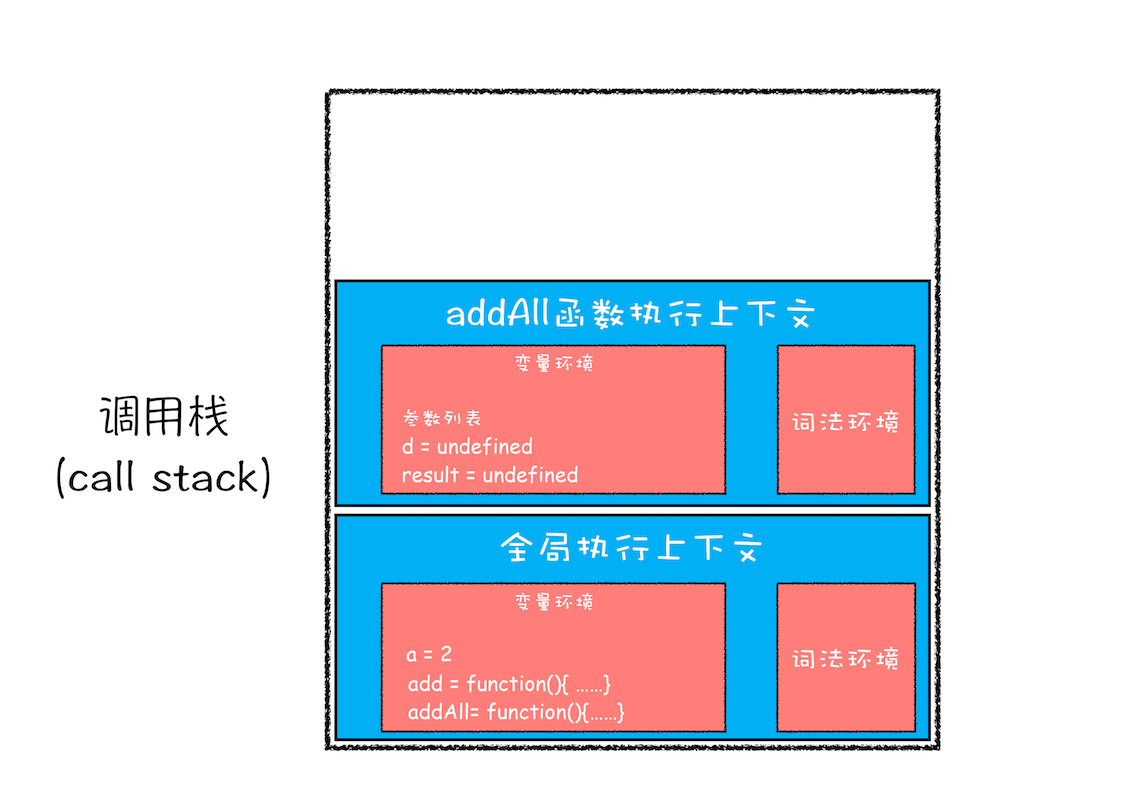 调用栈
(call stack)
addAll函数执行上下文
变量环境
参数列表
d = undefined
result = undefined
词法环境
全局执行上下文
变量环境
a = 2
add = function(){ ......}
addAll= function(){......}
词法环境